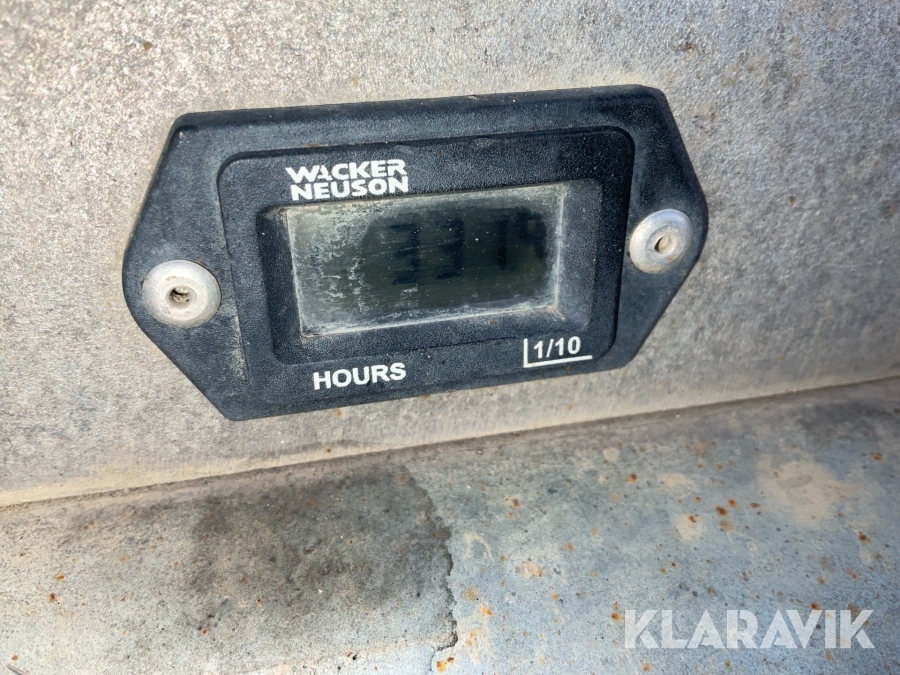 WACKER
NEUSON
HOURS
1/10
KLARAVIK